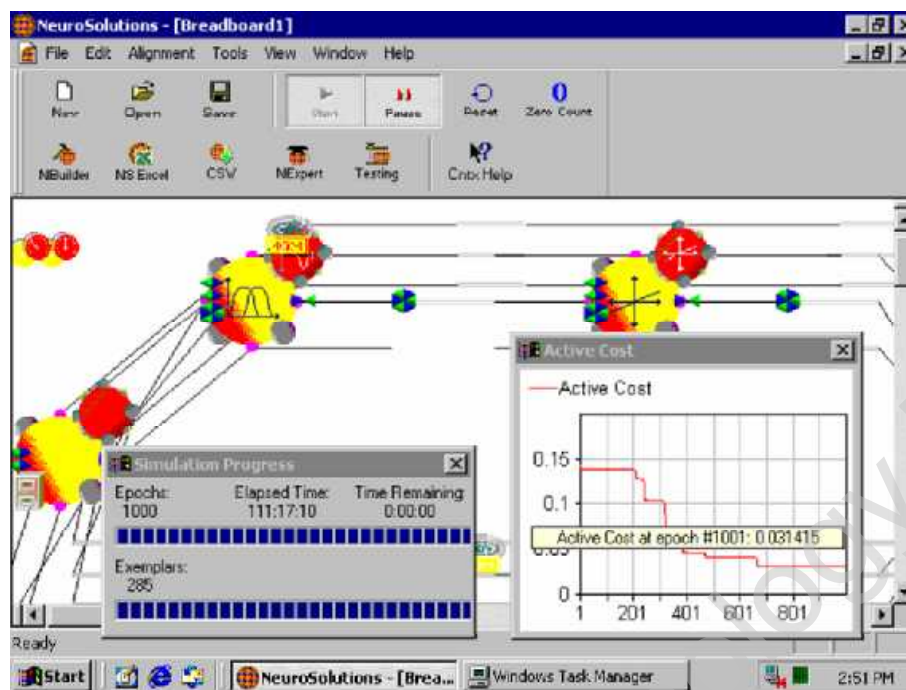 NeuroSolutions - [Breadboard1]
File Edit Alignment Tools View Window Help
New Open Save Start Pause Reset Zero Count
NBuilder NS Excel CSW NExpert Testing Cntx Help
Active Cost
Active Cost
0.15
0.1
Active Cost at epoch #1001: 0.031415
0.05
0
1 201 401 601 801
Simulation Progress
Epochs: Elapsed Time: Time Remaining:
1000 111:17:10 0:00:00
Exemplars:
285
Ready
Start NeuroSolutions - [Brea... Windows Task Manager 2:51 PM